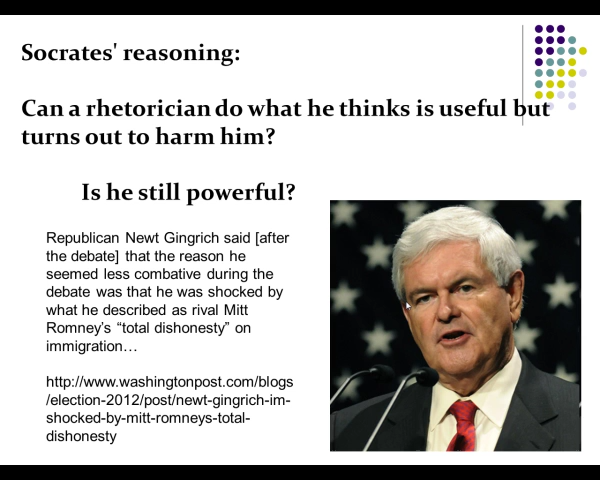 Socrates' reasoning:
Can a rhetorician do what he thinks is useful but
turns out to harm him?
Is he still powerful?
Republican Newt Gingrich said [after
the debate] that the reason he
seemed less combative during the
debate was that he was shocked by
what he described as rival Mitt
Romney's “total dishonesty” on
immigration…
http://www.washingtonpost.com/blogs
/election-2012/post/newt-gingrich-im-
shocked-by-mitt-romneys-total-
dishonesty